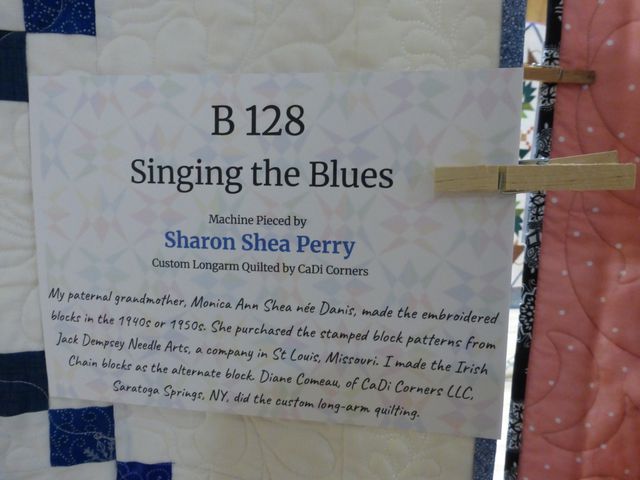 B 128
Singing the Blues
Machine Pieced by
Sharon Shea Perry
Custom Longarm Quilted by CaDi Corners
My paternal grandmother, Monica Ann Shea née Danis, made the embroidered
blocks in the 1940s or 1950s. She purchased the stamped block patterns from
Jack Dempsey Needle Arts, a company in St Louis, Missouri. I made the Irish
Chain blocks as the alternate block. Diane Comeau, of CaDi Corners LLC,
Saratoga Springs, NY, did the custom long-arm quilting.